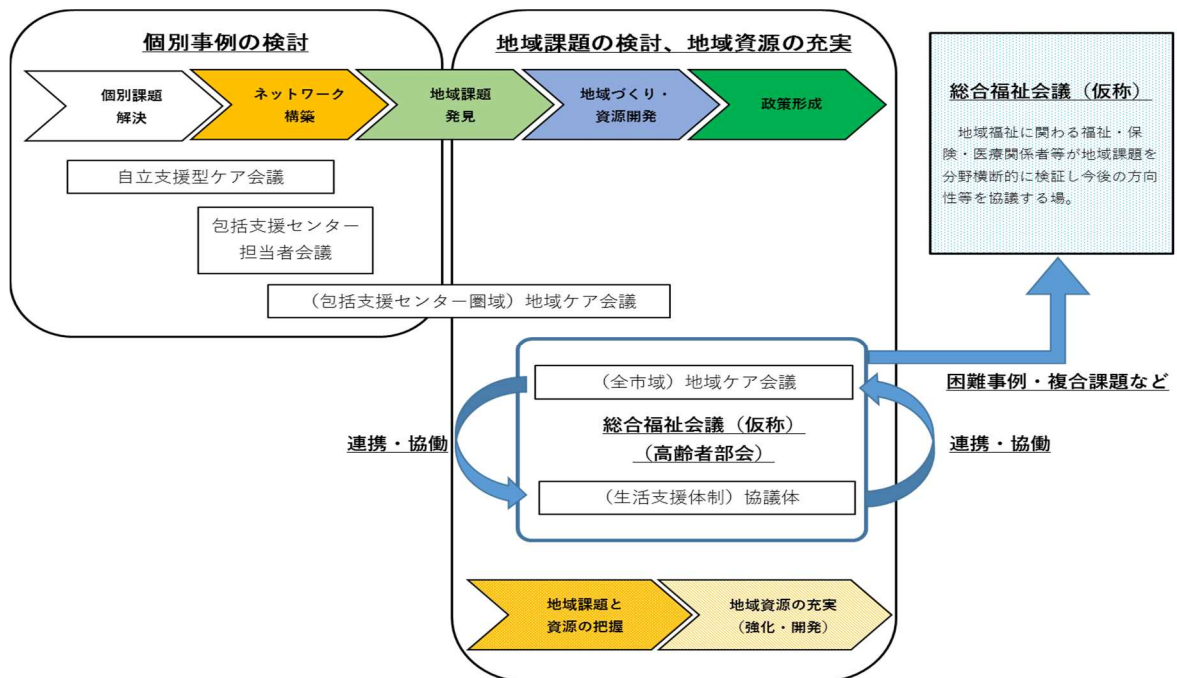 個別事例の検討
地域課題の検討、地域資源の充実
個別課題
解決
ネットワーク
構築
地域課題
発見
地域づくり・
資源開発
政策形成
総合福祉会議（仮称）
地域福祉に関わる福祉・保
険・医療関係者等が地域課題を
分野横断的に検証し今後の方向
性等を協議する場。
自立支援型ケア会議
包括支援センター
担当者会議
（包括支援センター圏域）地域ケア会議
（全市域）地域ケア会議
困難事例・複合課題など
総合福祉会議（仮称）
（高齢者部会）
連携・協働
連携・協働
（生活支援体制）協議体
地域課題と
資源の把握
地域資源の充実
（強化・開発）